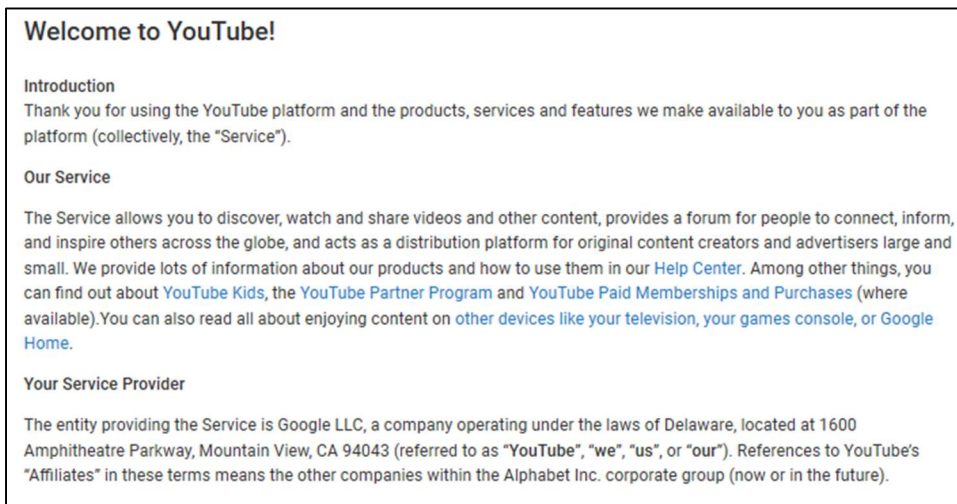 Welcome to YouTube!
Introduction
Thank you for using the YouTube platform and the products, services and features we make available to you as part of the
platform (collectively, the “Service”).
Our Service
The Service allows you to discover, watch and share videos and other content, provides a forum for people to connect, inform,
and inspire others across the globe, and acts as a distribution platform for original content creators and advertisers large and
small. We provide lots of information about our products and how to use them in our Help Center. Among other things, you
can find out about YouTube Kids, the YouTube Partner Program and YouTube Paid Memberships and Purchases (where
available).You can also read all about enjoying content on other devices like your television, your games console, or Google
Home.
Your Service Provider
The entity providing the Service is Google LLC, a company operating under the laws of Delaware, located at 1600
Amphitheatre Parkway, Mountain View, CA 94043 (referred to as “YouTube”, “we”, “us”, or “our”). References to YouTube’s
“Affiliates” in these terms means the other companies within the Alphabet Inc. corporate group (now or in the future).